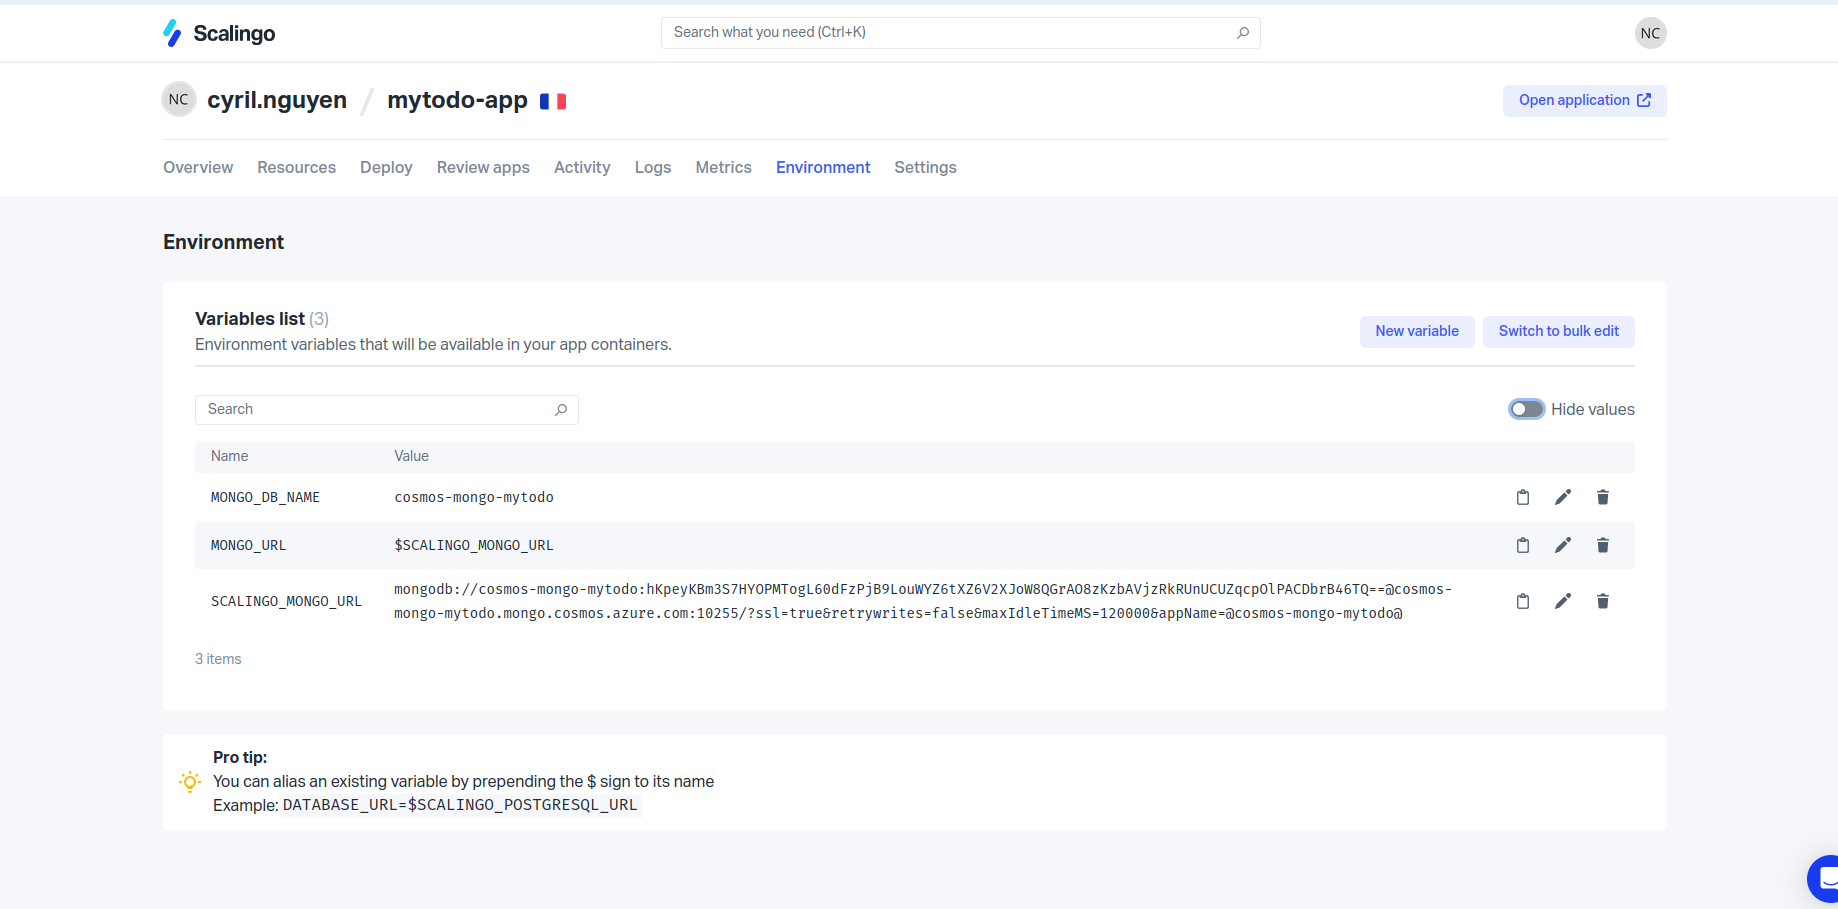 Scalingo
Search what you need (Ctrl+K)
NC
NC
cyril.nguyen / mytodo-app
Open application
Overview Resources Deploy Review apps Activity Logs Metrics Environment Settings
Environment
Variables list (3)
Environment variables that will be available in your app containers.
New variable
Switch to bulk edit
Search
Hide values
Name Value
MONGO_DB_NAME cosmos-mongo-mytodo
MONGO_URL $SCALINGO_MONGO_URL
SCALINGO_MONGO_URL mongodb://cosmos-mongo-mytodo:hKpeyKBm3S7HYOPMTogL60dFzPjB9LouWYZ6tXZ6V2XJoW8QGrAO8zKzbAVjzRkRUnUCUZqcpOlPACDbrB46TQ==@cosmos-
mongo-mytodo.mongo.cosmos.azure.com:10255/?ssl=true&retrywrites=false&maxIdleTimeMS=120000&appName=@cosmos-mongo-mytodo@
3 items
Pro tip:
You can alias an existing variable by prepending the $ sign to its name
Example: DATABASE_URL=$SCALINGO_POSTGRESQL_URL